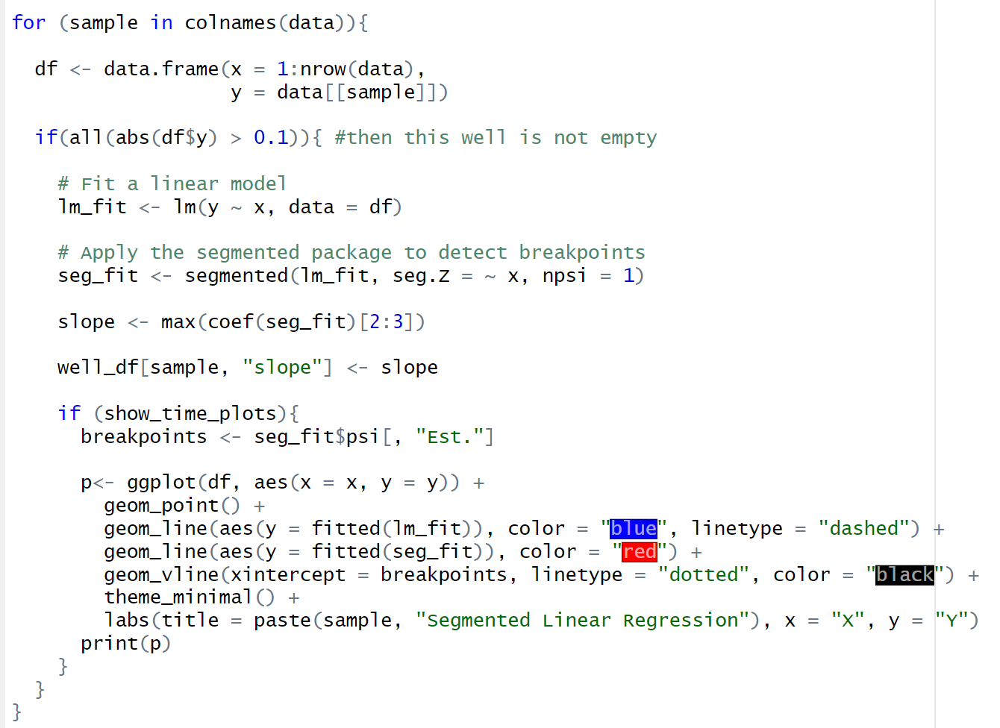 for (sample in colnames(data)){
  df <- data.frame(x = 1:nrow(data),
                   y = data[[sample]])
  if(all(abs(df$y) > 0.1)){ #then this well is not empty
    # Fit a linear model
    lm_fit <- lm(y ~ x, data = df)
    # Apply the segmented package to detect breakpoints
    seg_fit <- segmented(lm_fit, seg.Z = ~ x, npsi = 1)
    slope <- max(coef(seg_fit)[2:3])
    well_df[sample, "slope"] <- slope
    if (show_time_plots){
      breakpoints <- seg_fit$psi[, "Est."]
      p<- ggplot(df, aes(x = x, y = y)) +
        geom_point() +
        geom_line(aes(y = fitted(lm_fit)), color = "blue", linetype = "dashed") +
        geom_line(aes(y = fitted(seg_fit)), color = "red") +
        geom_vline(xintercept = breakpoints, linetype = "dotted", color = "black") +
        theme_minimal() +
        labs(title = paste(sample, "Segmented Linear Regression"), x = "X", y = "Y")
      print(p)
    }
  }
}